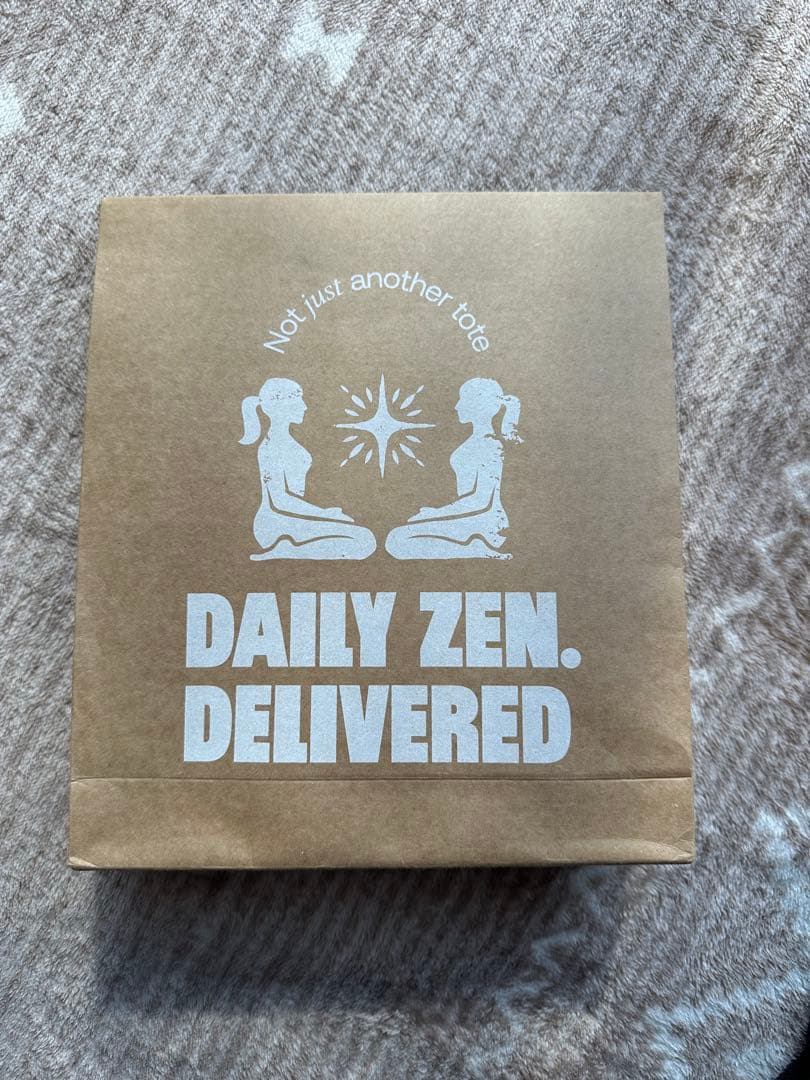 Not just another tote
DAILY ZEN.
DELIVERED